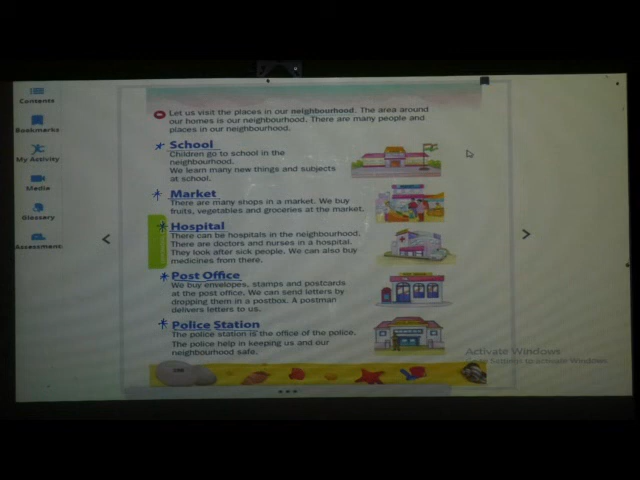 Contents
Bookmarks
My Activity
Media
Glossary
Assessment
Let us visit the places in our neighbourhood. The area around
our homes is our neighbourhood. There are many people and
places in our neighbourhood.
School
Children go to school in the
neighbourhood.
We learn many new things and subjects
at school.
Market
There are many shops in a market. We buy
fruits, vegetables and groceries at the market.
Hospital
There can be hospitals in the neighbourhood.
There are doctors and nurses in a hospital.
They look after sick people. We can also buy
medicines from there.
Post Office
We buy envelopes, stamps and postcards
at the post office. We can send letters by
dropping them in a postbox. A postman
delivers letters to us.
Police Station
The police station is the office of the police.
The police help in keeping us and our
neighbourhood safe.
Activate Windows
Settings to activate Windows.